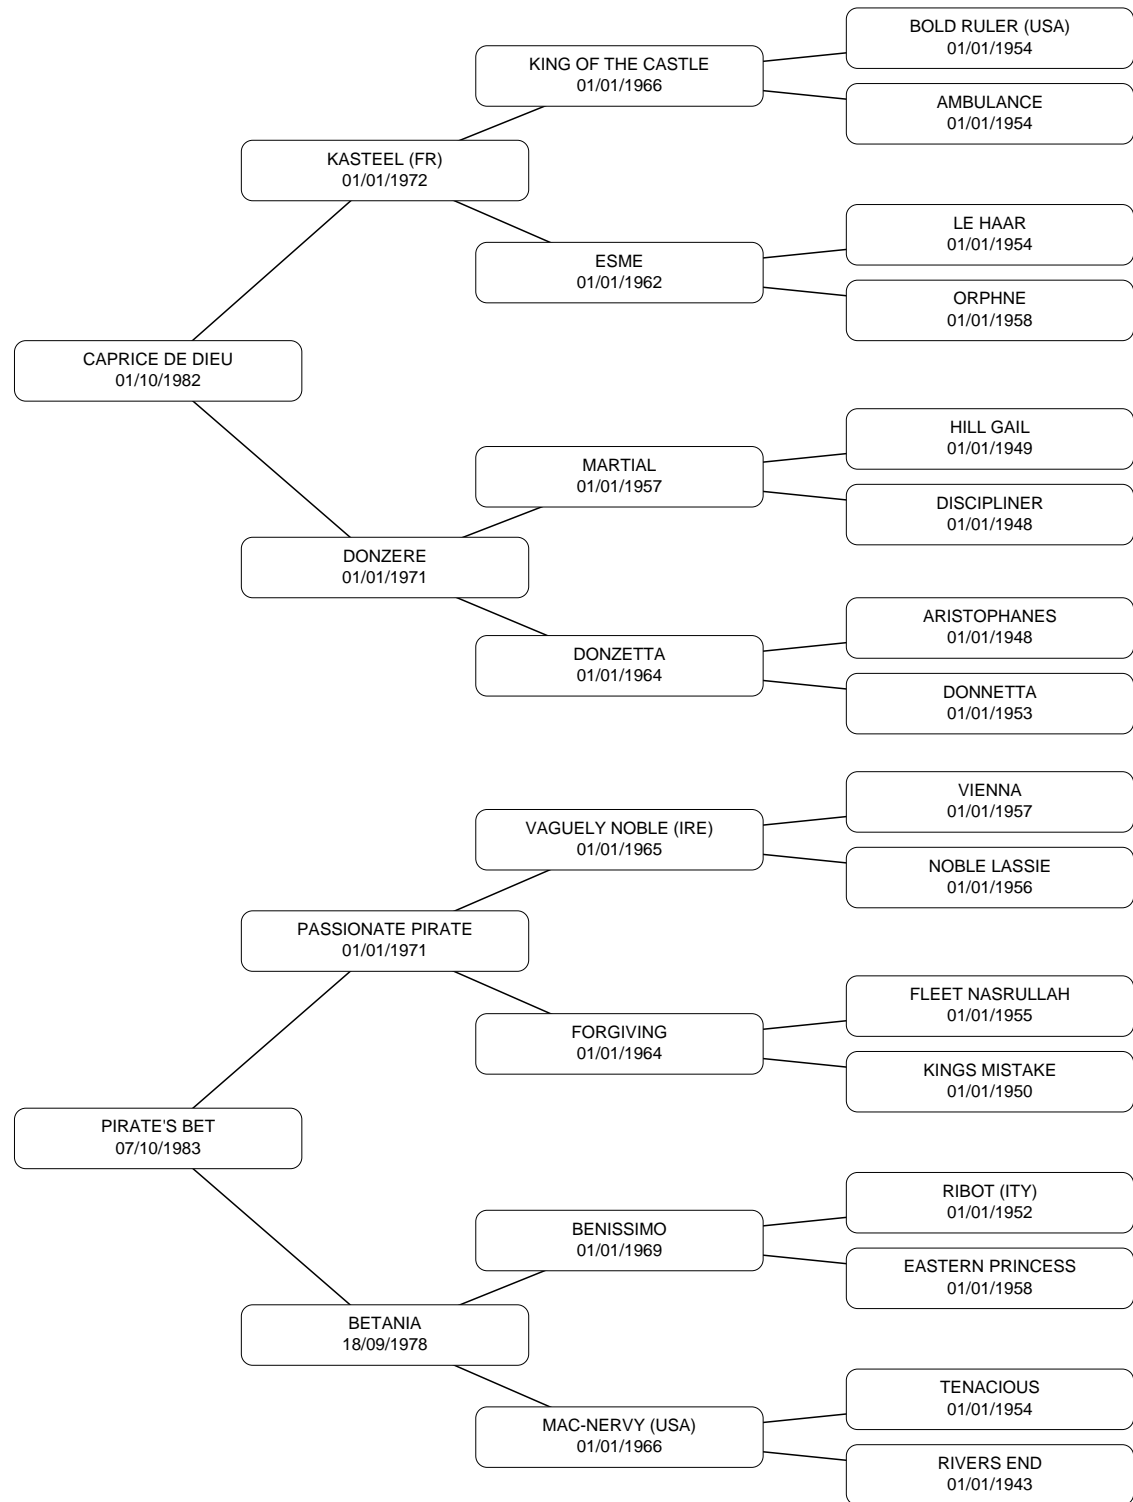 BOLD RULER (USA)
01/01/1954
KING OF THE CASTLE
01/01/1966
AMBULANCE
01/01/1954
KASTEEL (FR)
01/01/1972
LE HAAR
01/01/1954
ESME
01/01/1962
ORPHNE
01/01/1958
CAPRICE DE DIEU
01/10/1982
HILL GAIL
01/01/1949
MARTIAL
01/01/1957
DISCIPLINER
01/01/1948
DONZERE
01/01/1971
ARISTOPHANES
01/01/1948
DONZETTA
01/01/1964
DONNETTA
01/01/1953
VIENNA
01/01/1957
VAGUELY NOBLE (IRE)
01/01/1965
NOBLE LASSIE
01/01/1956
PASSIONATE PIRATE
01/01/1971
FLEET NASRULLAH
01/01/1955
FORGIVING
01/01/1964
KINGS MISTAKE
01/01/1950
PIRATE'S BET
07/10/1983
RIBOT (ITY)
01/01/1952
BENISSIMO
01/01/1969
EASTERN PRINCESS
01/01/1958
BETANIA
18/09/1978
TENACIOUS
01/01/1954
MAC-NERVY (USA)
01/01/1966
RIVERS END
01/01/1943